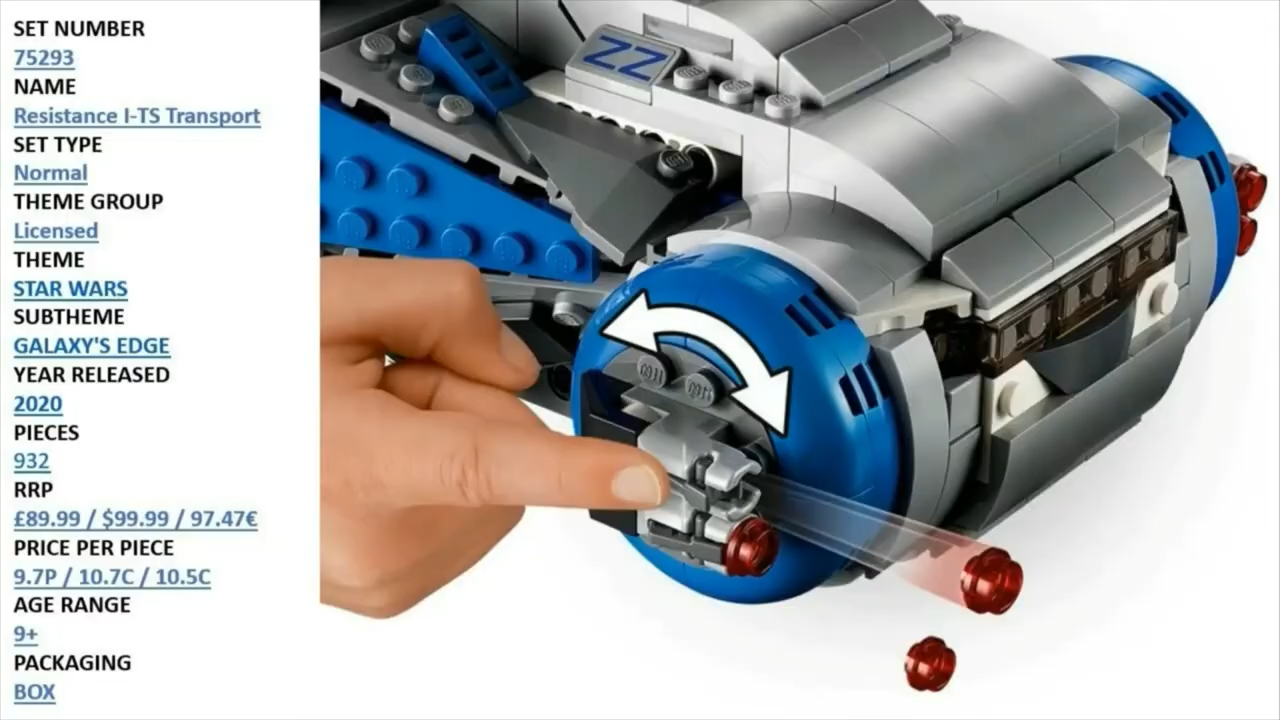 SET NUMBER
75293
NAME
Resistance I-TS Transport
SET TYPE
Normal
THEME GROUP
Licensed
THEME
STAR WARS
SUBTHEME
GALAXY'S EDGE
YEAR RELEASED
2020
PIECES
932
RRP
£89.99 / $99.99 / 97.47€
PRICE PER PIECE
9.7P / 10.7C / 10.5C
AGE RANGE
9+
PACKAGING
BOX
ZZ